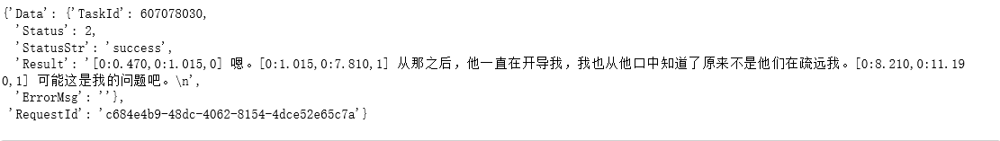 {'Data': {'TaskId': 607078030,
'Status': 2,
'StatusStr': 'success',
'Result': '[0:0.470,0:1.015,0] 嗯。[0:1.015,0:7.810,1] 从那之后，他一直在开导我，我也从他口中知道了原来不是他们在疏远我。[0:8.210,0:11.19
0,1] 可能这是我的问题吧。\n',
'ErrorMsg': ''},
'RequestId': 'c684e4b9-48dc-4062-8154-4dce52e65c7a'}